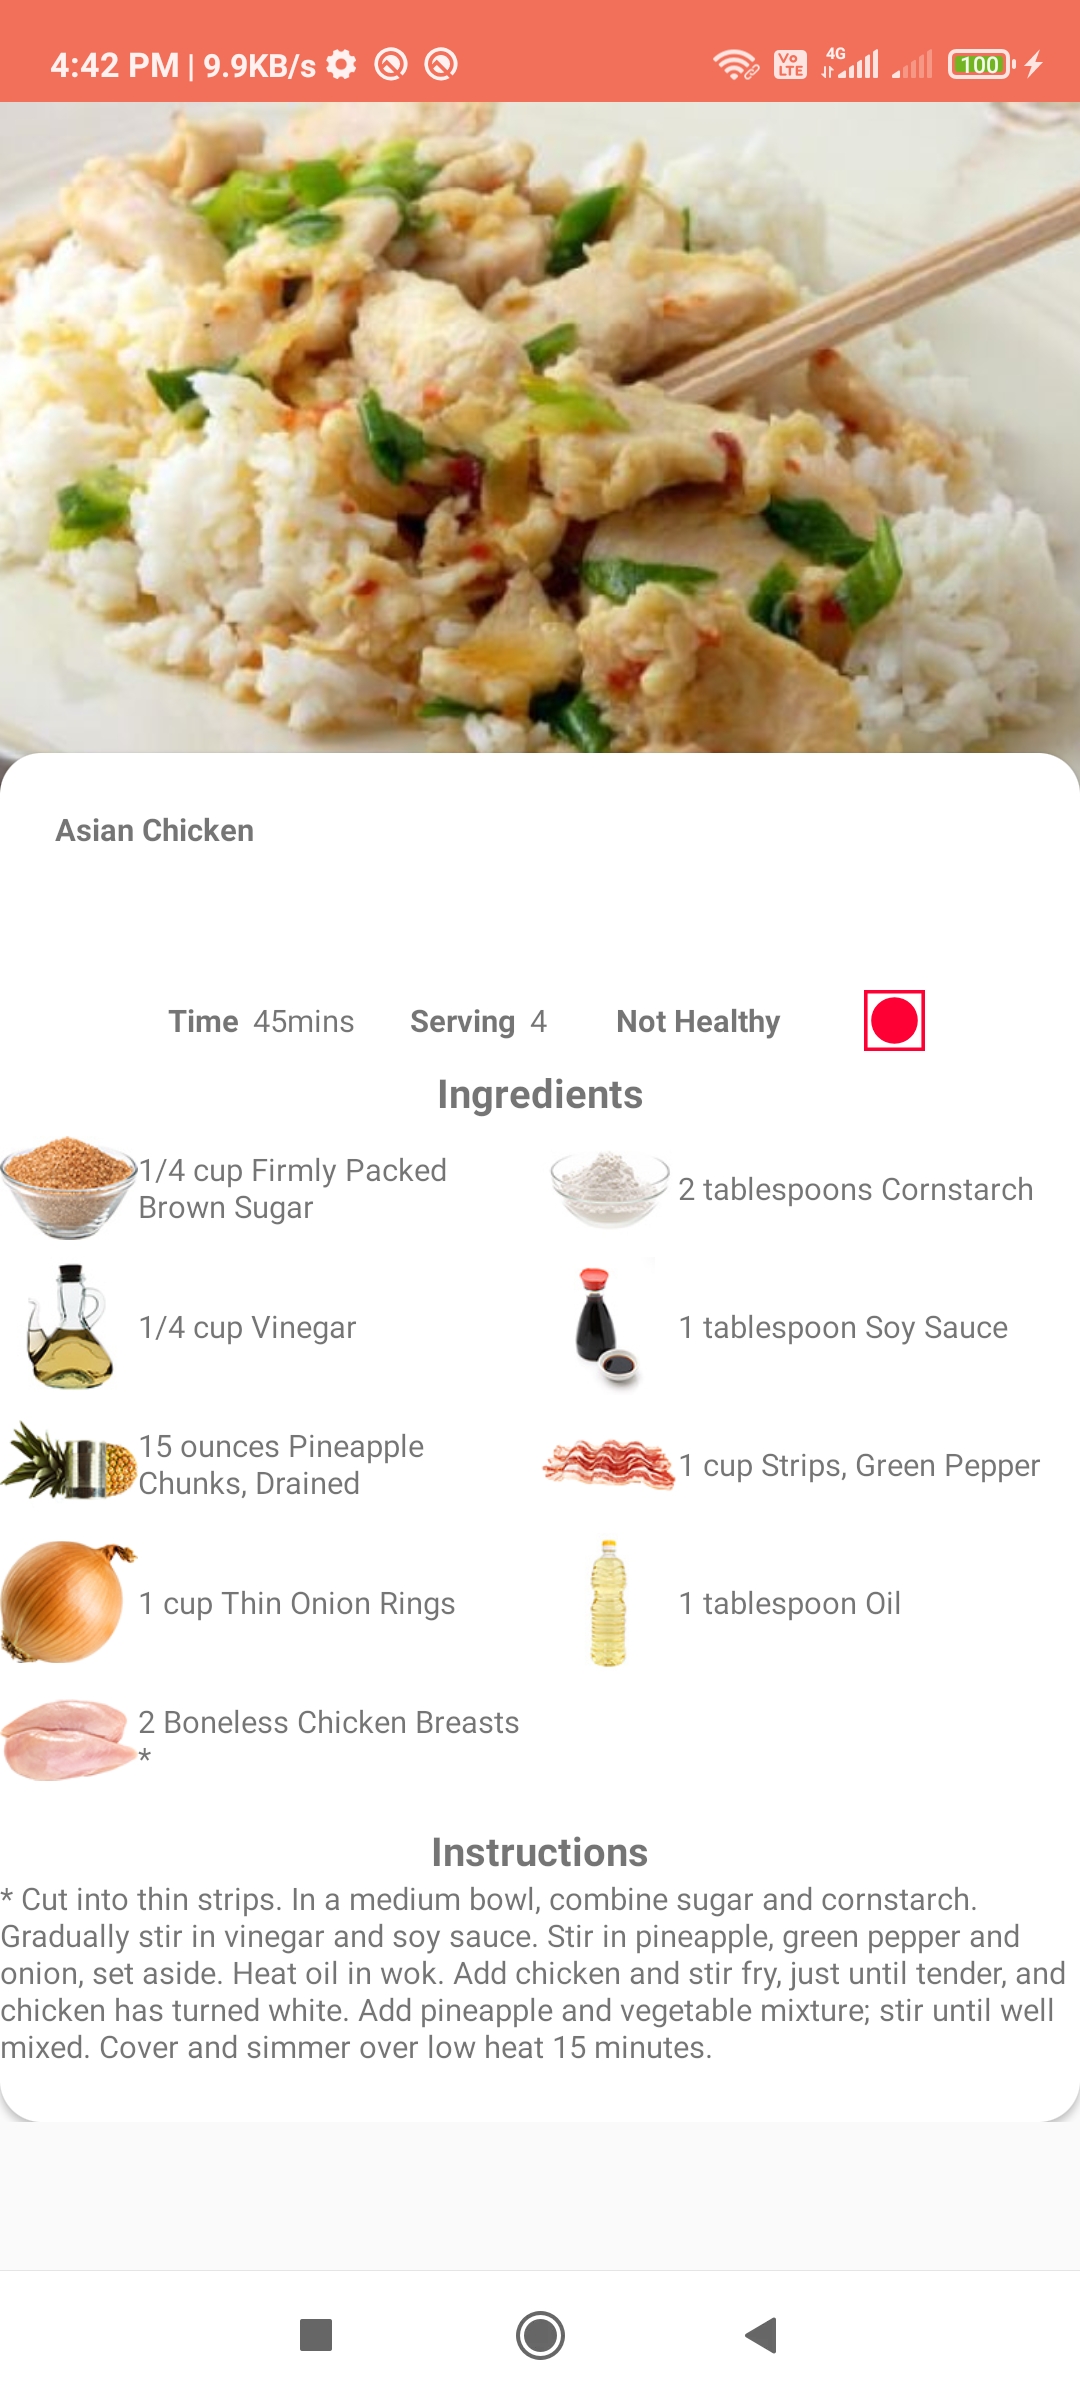 4:42 PM | 9.9KB/s
Vo LTE 4G 100
Asian Chicken
Time 45mins Serving 4 Not Healthy
Ingredients
1/4 cup Firmly Packed
Brown Sugar
2 tablespoons Cornstarch
1/4 cup Vinegar
1 tablespoon Soy Sauce
15 ounces Pineapple
Chunks, Drained
1 cup Strips, Green Pepper
1 cup Thin Onion Rings
1 tablespoon Oil
2 Boneless Chicken Breasts
*
Instructions
* Cut into thin strips. In a medium bowl, combine sugar and cornstarch.
Gradually stir in vinegar and soy sauce. Stir in pineapple, green pepper and
onion, set aside. Heat oil in wok. Add chicken and stir fry, just until tender, and
chicken has turned white. Add pineapple and vegetable mixture; stir until well
mixed. Cover and simmer over low heat 15 minutes.